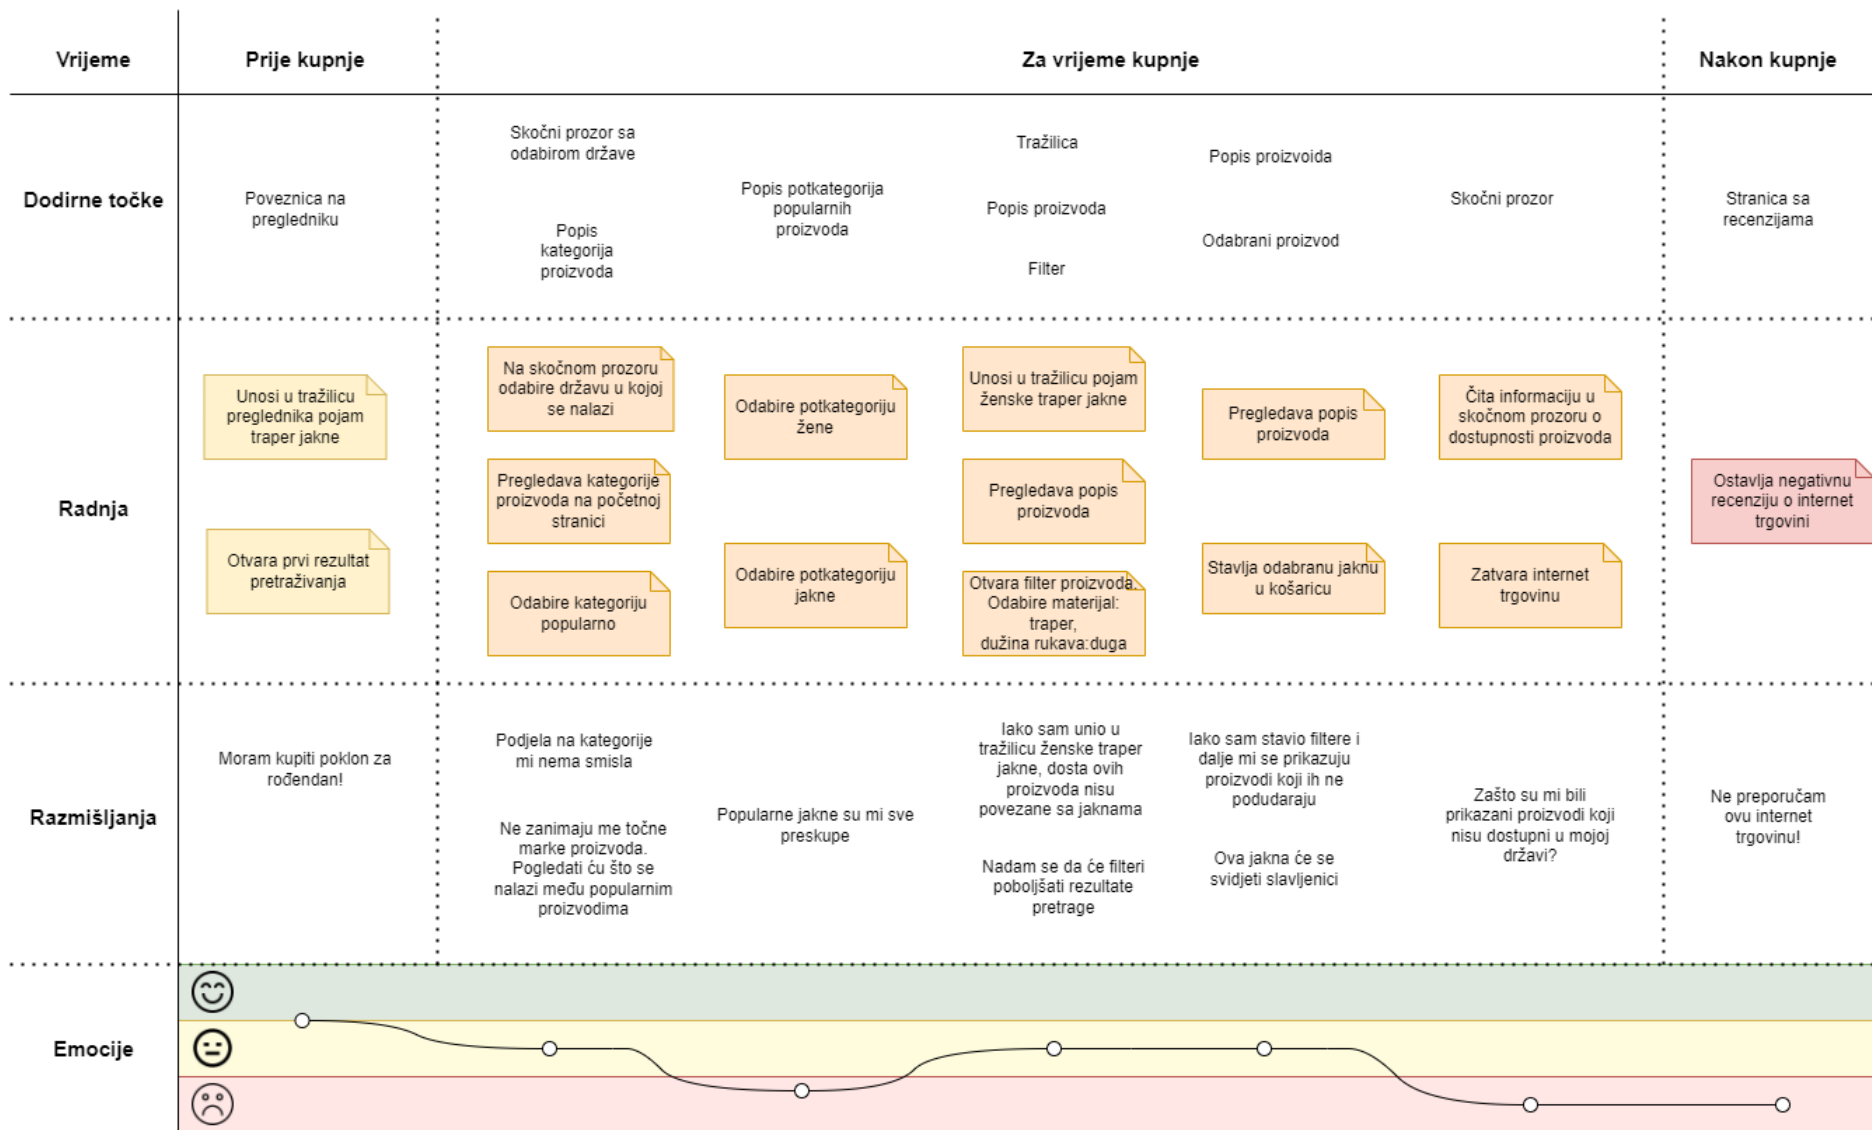 Vrijeme
Prije kupnje
Za vrijeme kupnje
Nakon kupnje
Dodirne točke
Poveznica na
pregledniku
Skočni prozor sa
odabirom države
Popis
kategorija
proizvoda
Popis potkategorija
popularnih
proizvoda
Tražilica
Popis proizvoda
Filter
Popis proizvoida
Odabrani proizvod
Skočni prozor
Stranica sa
recenzijama
Radnja
Unosi u tražilicu
preglednika pojam
traper jakne
Otvara prvi rezultat
pretraživanja
Na skočnom prozoru
odabire državu u kojoj
se nalazi
Pregledava kategorije
proizvoda na početnoj
stranici
Odabire kategoriju
popularno
Odabire potkategoriju
žene
Odabire potkategoriju
jakne
Unosi u tražilicu pojam
ženske traper jakne
Pregledava popis
proizvoda
Otvara filter proizvoda.
Odabire materijal:
traper,
dužina rukava:duga
Pregledava popis
proizvoda
Stavlja odabranu jaknu
u košaricu
Čita informaciju u
skočnom prozoru o
dostupnosti proizvoda
Zatvara internet
trgovinu
Ostavlja negativnu
recenziju o internet
trgovini
Razmišljanja
Moram kupiti poklon za
rođendan!
Podjela na kategorije
mi nema smisla
Ne zanimaju me točne
marke proizvoda.
Pogledati ću što se
nalazi među popularnim
proizvodima
Popularne jakne su mi sve
preskupe
Iako sam unio u
tražilicu ženske traper
jakne, dosta ovih
proizvoda nisu
povezane sa jaknama
Nadam se da će filteri
poboljšati rezultate
pretrage
Iako sam stavio filtere i
dalje mi se prikazuju
proizvodi koji ih ne
podudaraju
Ova jakna će se
svidjeti slavljenici
Zašto su mi bili
prikazani proizvodi koji
nisu dostupni u mojoj
državi?
Ne preporučam
ovu internet
trgovinu!
Emocije